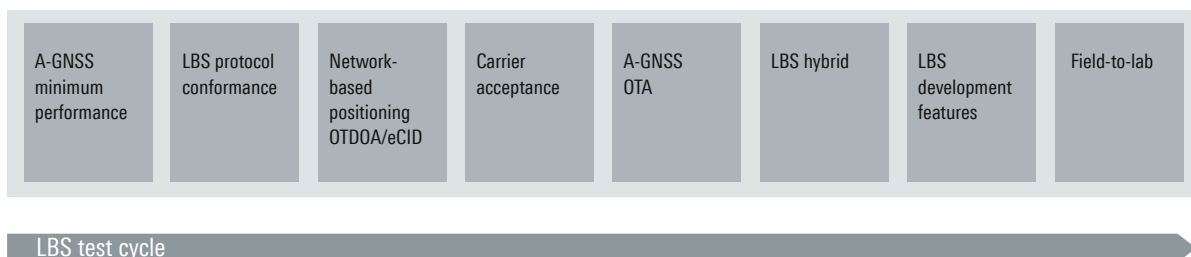 A-GNSS
minimum
performance
LBS protocol
conformance
Network-
based
positioning
OTDOA/eCID
Carrier
acceptance
A-GNSS
OTA
LBS hybrid
LBS
development
features
Field-to-lab
LBS test cycle